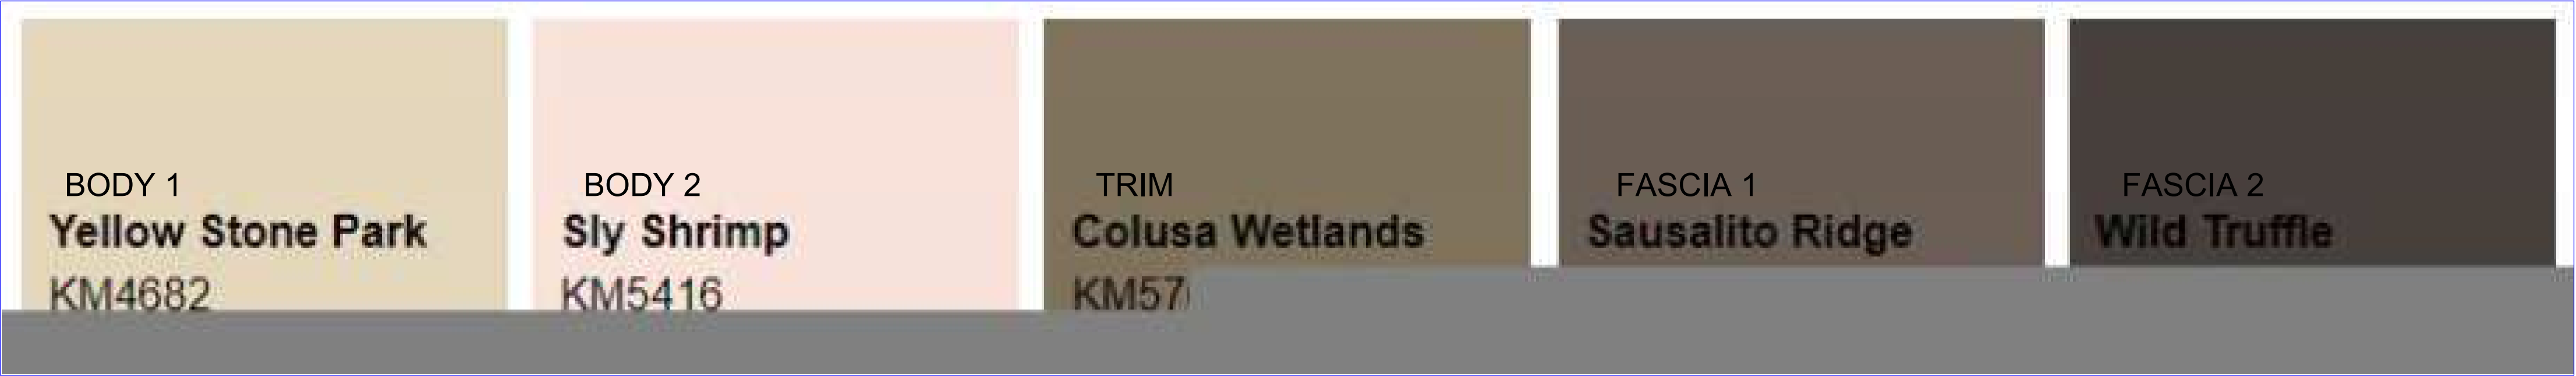 BODY 1
Yellow Stone Park
KM4682
BODY 2
Sly Shrimp
KM5416
TRIM
Colusa Wetlands
FASCIA 1
Sausalito Ridge
FASCIA 2
Wild Truffle